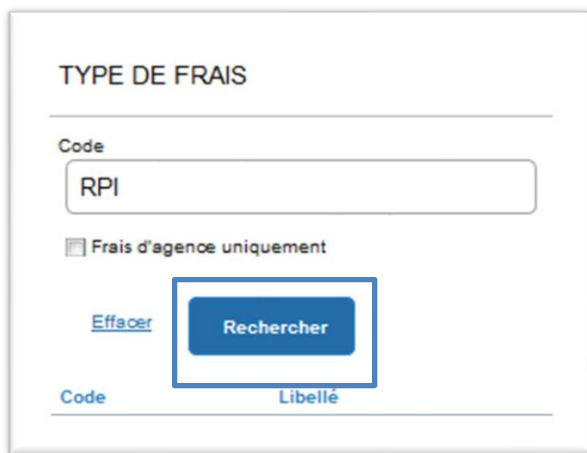 TYPE DE FRAIS
Code
RPI
Frais d'agence uniquement
Effacer Rechercher
Code Libellé